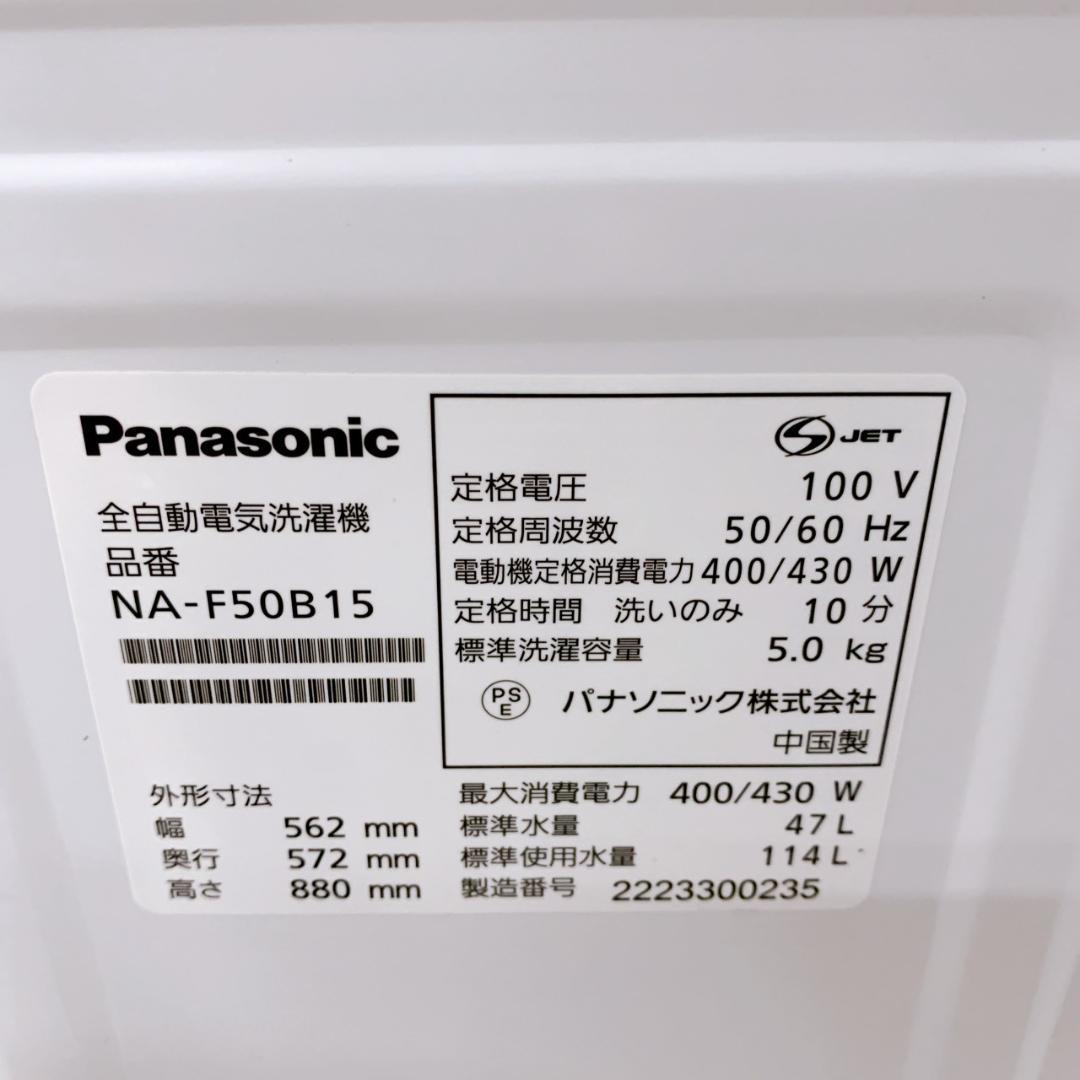 Panasonic
全自動電気洗濯機
品番
NA-F50B15
外形寸法
幅 562 mm
奥行 572 mm
高さ 880 mm
S JET
定格電圧 100 V
定格周波数 50/60 Hz
電動機定格消費電力 400/430 W
定格時間 洗いのみ 10 分
標準洗濯容量 5.0 kg
PS E パナソニック株式会社
中国製
最大消費電力 400/430 W
標準水量 47 L
標準使用水量 114 L
製造番号 2223300235